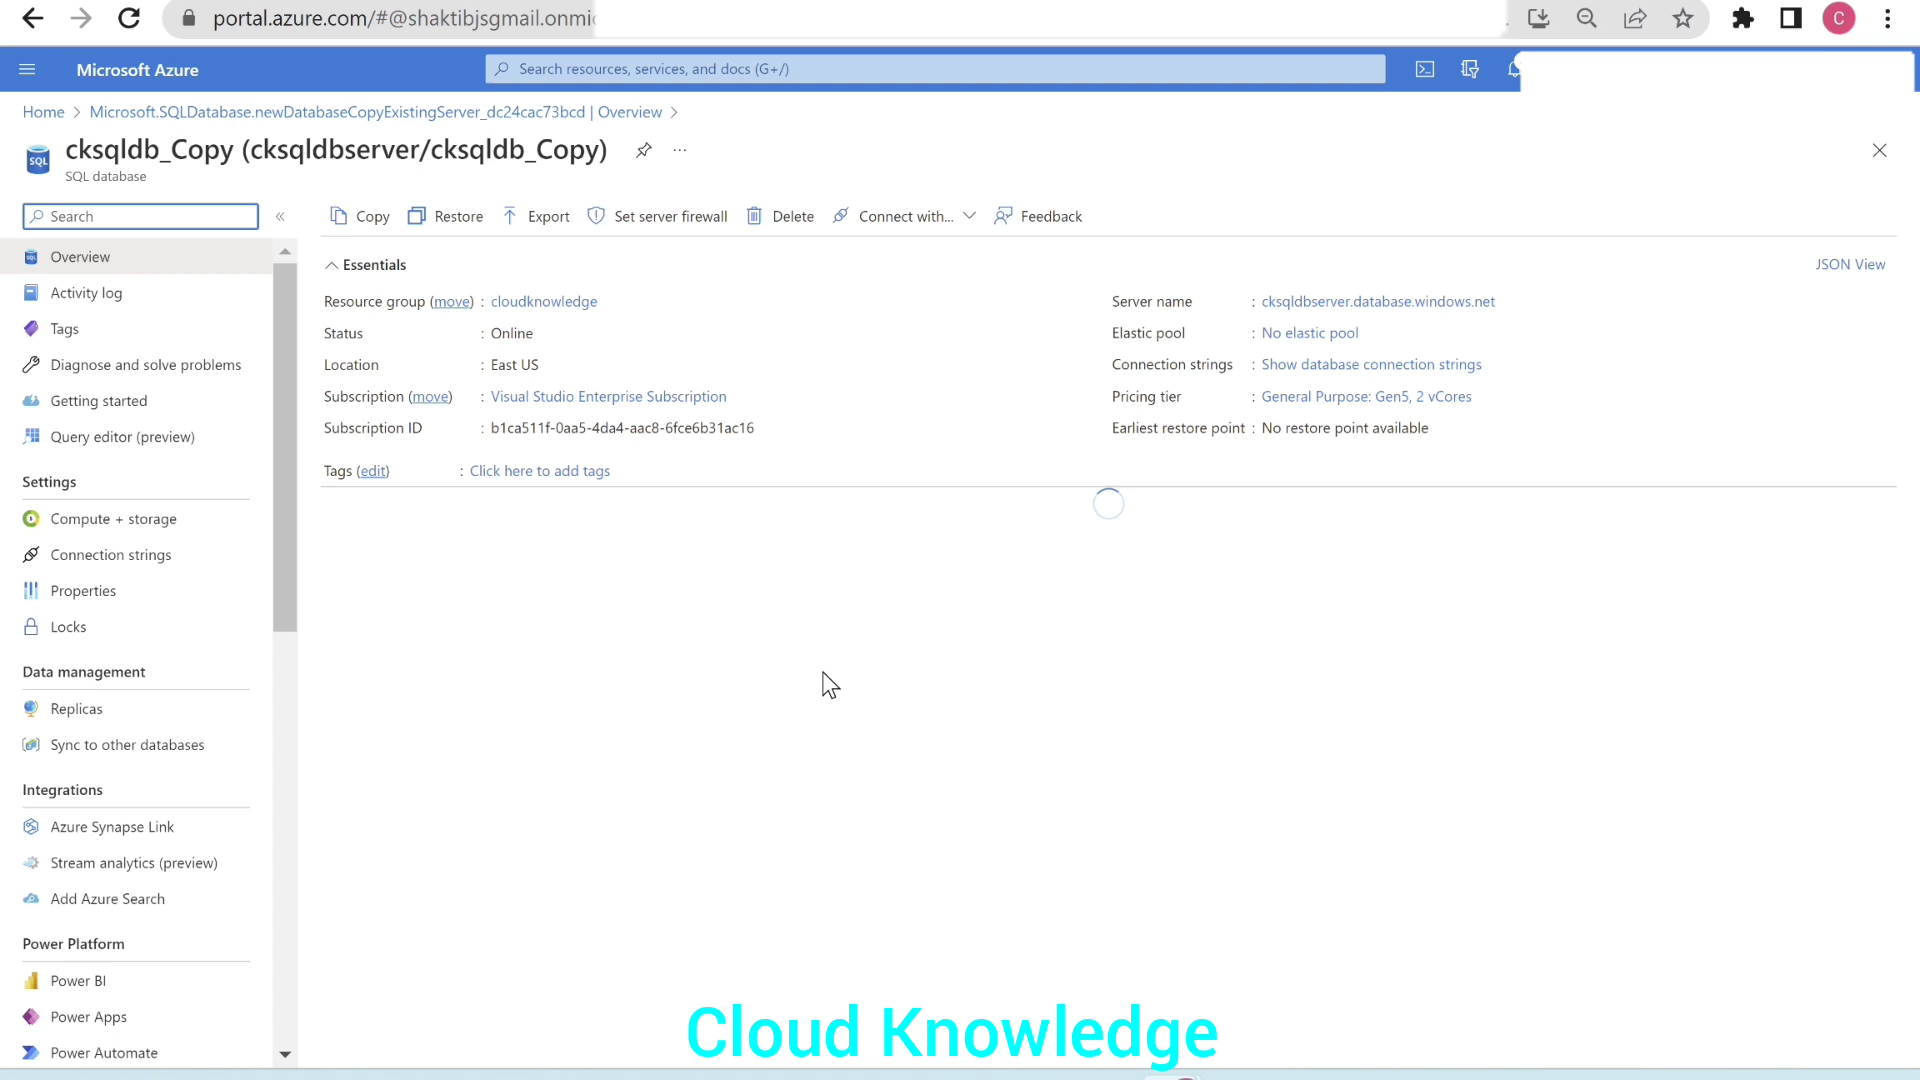 portal.azure.com/#@shaktibjsgmail.onmi
C
Microsoft Azure
Search resources, services, and docs (G+/)
Home > Microsoft.SQLDatabase.newDatabaseCopyExistingServer_dc24cac73bcd | Overview >
cksqldb_Copy (cksqldbserver/cksqldb_Copy) ...
SQL
SQL database
Search
«
Copy Restore Export Set server firewall Delete Connect with... Feedback
Overview
Activity log
Tags
Diagnose and solve problems
Getting started
Query editor (preview)
Settings
Compute + storage
Connection strings
Properties
Locks
Data management
Replicas
Sync to other databases
Integrations
Azure Synapse Link
Stream analytics (preview)
Add Azure Search
Power Platform
Power BI
Power Apps
Power Automate
Essentials
JSON View
Resource group (move) : cloudknowledge
Status : Online
Location : East US
Subscription (move) : Visual Studio Enterprise Subscription
Subscription ID : b1ca511f-0aa5-4da4-aac8-6fce6b31ac16
Tags (edit) : Click here to add tags
Server name : cksqldbserver.database.windows.net
Elastic pool : No elastic pool
Connection strings : Show database connection strings
Pricing tier : General Purpose: Gen5, 2 vCores
Earliest restore point : No restore point available
Cloud Knowledge